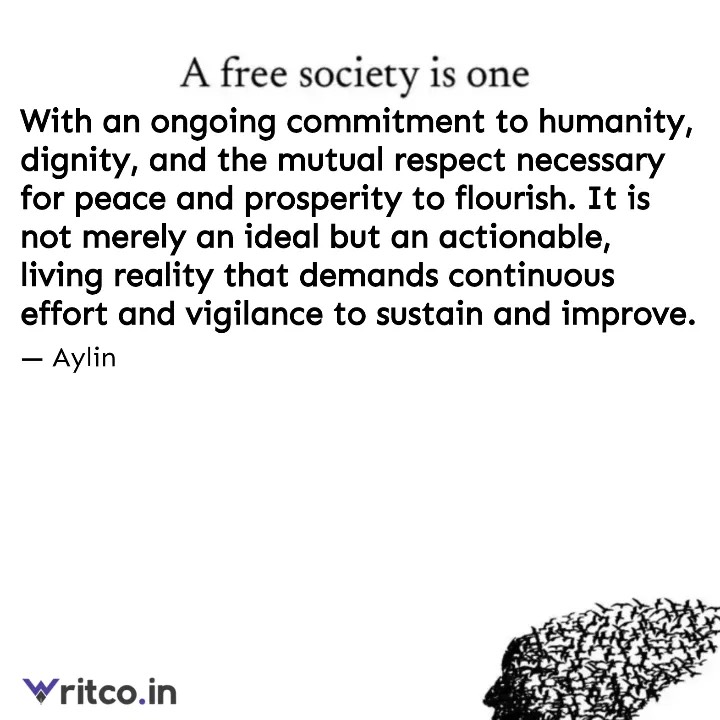 A free society is one
With an ongoing commitment to humanity,
dignity, and the mutual respect necessary
for peace and prosperity to flourish. It is
not merely an ideal but an actionable,
living reality that demands continuous
effort and vigilance to sustain and improve.
— Aylin
Writco.in